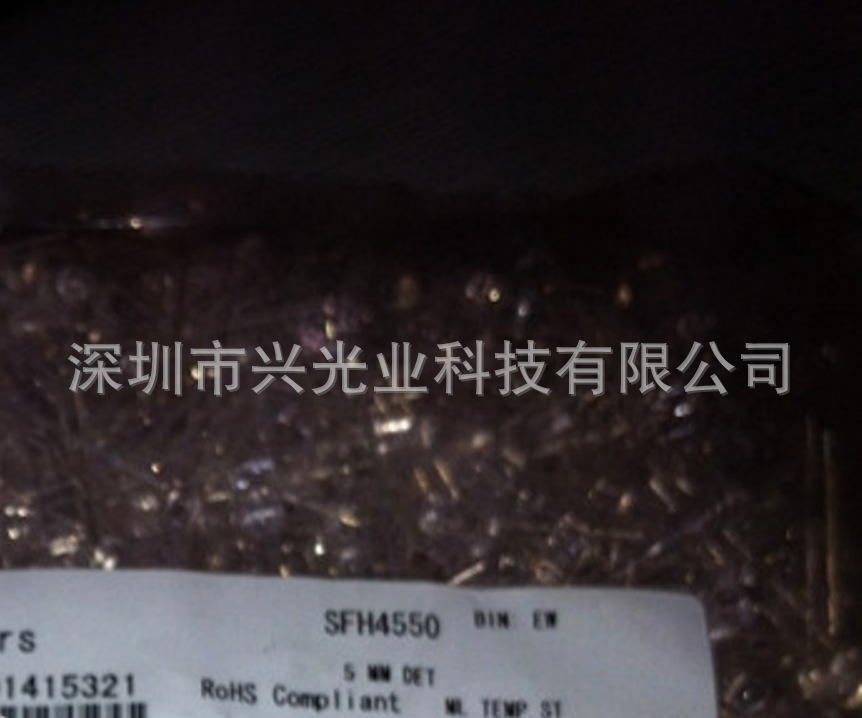 深圳市兴光业科技有限公司
SFH4550 BIN: EW
rs
5 MM DET
01415321
RoHS Compliant
ML TEMP ST